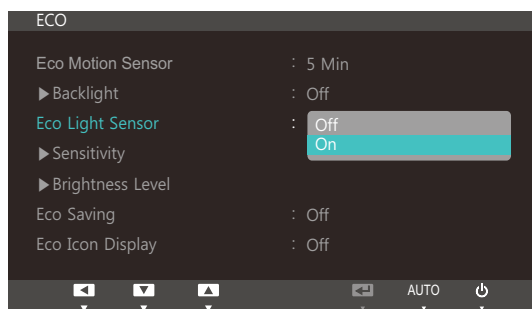 ECO
Eco Motion Sensor : 5 Min
▶Backlight : Off
Eco Light Sensor : Off
On
▶Sensitivity
▶Brightness Level
Eco Saving : Off
Eco Icon Display : Off
AUTO